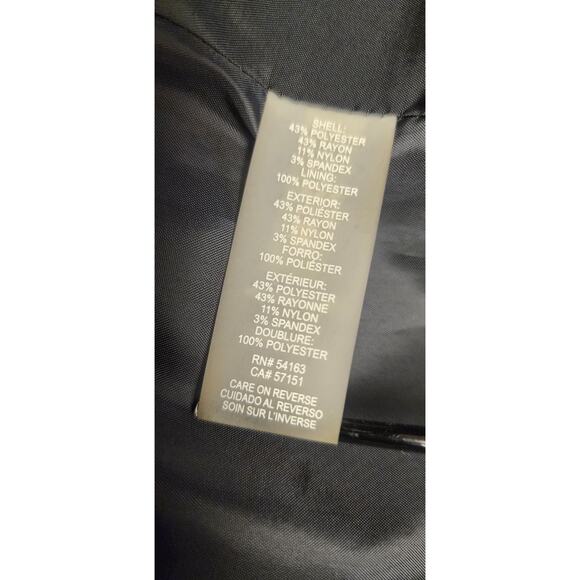 SHELL:
43% POLYESTER
43% RAYON
11% NYLON
3% SPANDEX
LINING:
100% POLYESTER
EXTERIOR:
43% POLIÉSTER
43% RAYON
11% NYLON
3% SPANDEX
FORRO:
100% POLIÉSTER
EXTÉRIEUR:
43% POLYESTER
43% RAYONNE
11% NYLON
3% SPANDEX
DOUBLURE:
100% POLYESTER
RN# 54163
CA# 57151
CARE ON REVERSE
CUIDADO AL REVERSO
SOIN SUR L'INVERSE